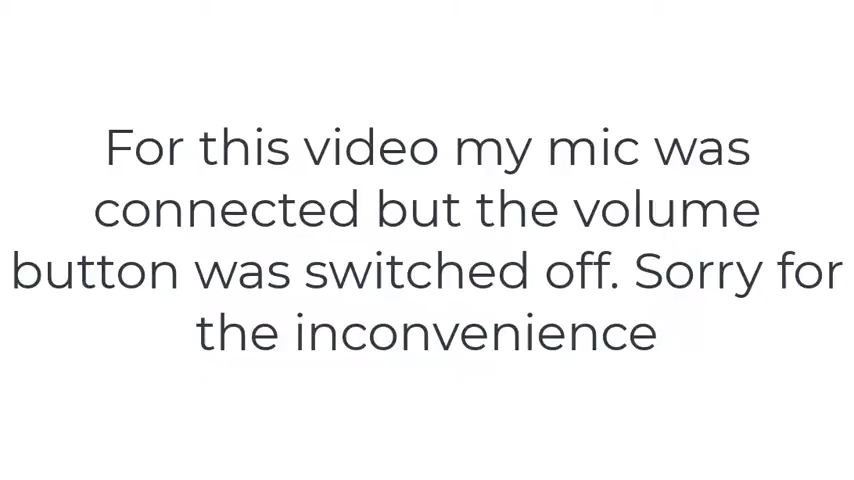 For this video my mic was
connected but the volume
button was switched off. Sorry for
the inconvenience